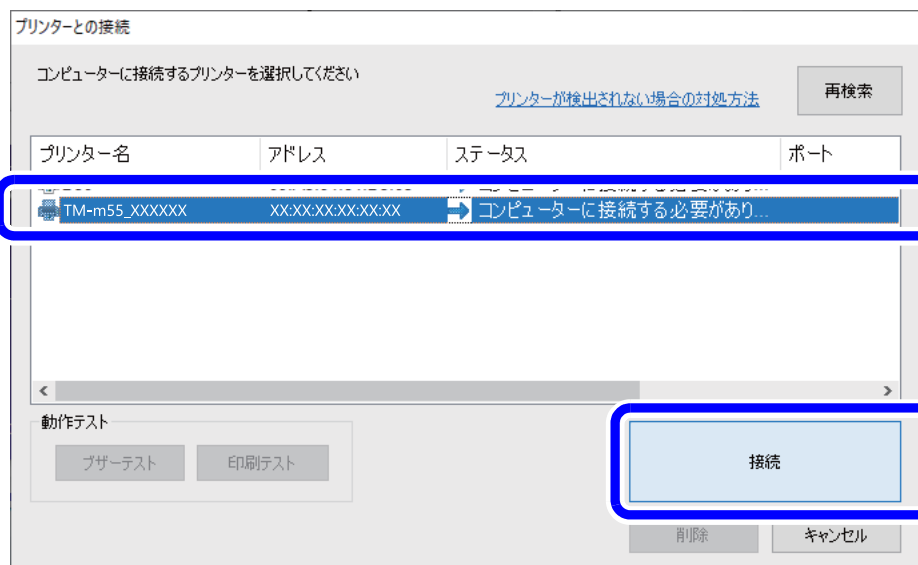 プリンターとの接続
コンピューターに接続するプリンターを選択してください
プリンターが検出されない場合の対処方法
再検索
プリンター名 アドレス ステータス ポート
TM-m55_XXXXXX XX:XX:XX:XX:XX:XX コンピューターに接続する必要があり...
動作テスト
ブザーテスト 印刷テスト
接続
削除 キャンセル